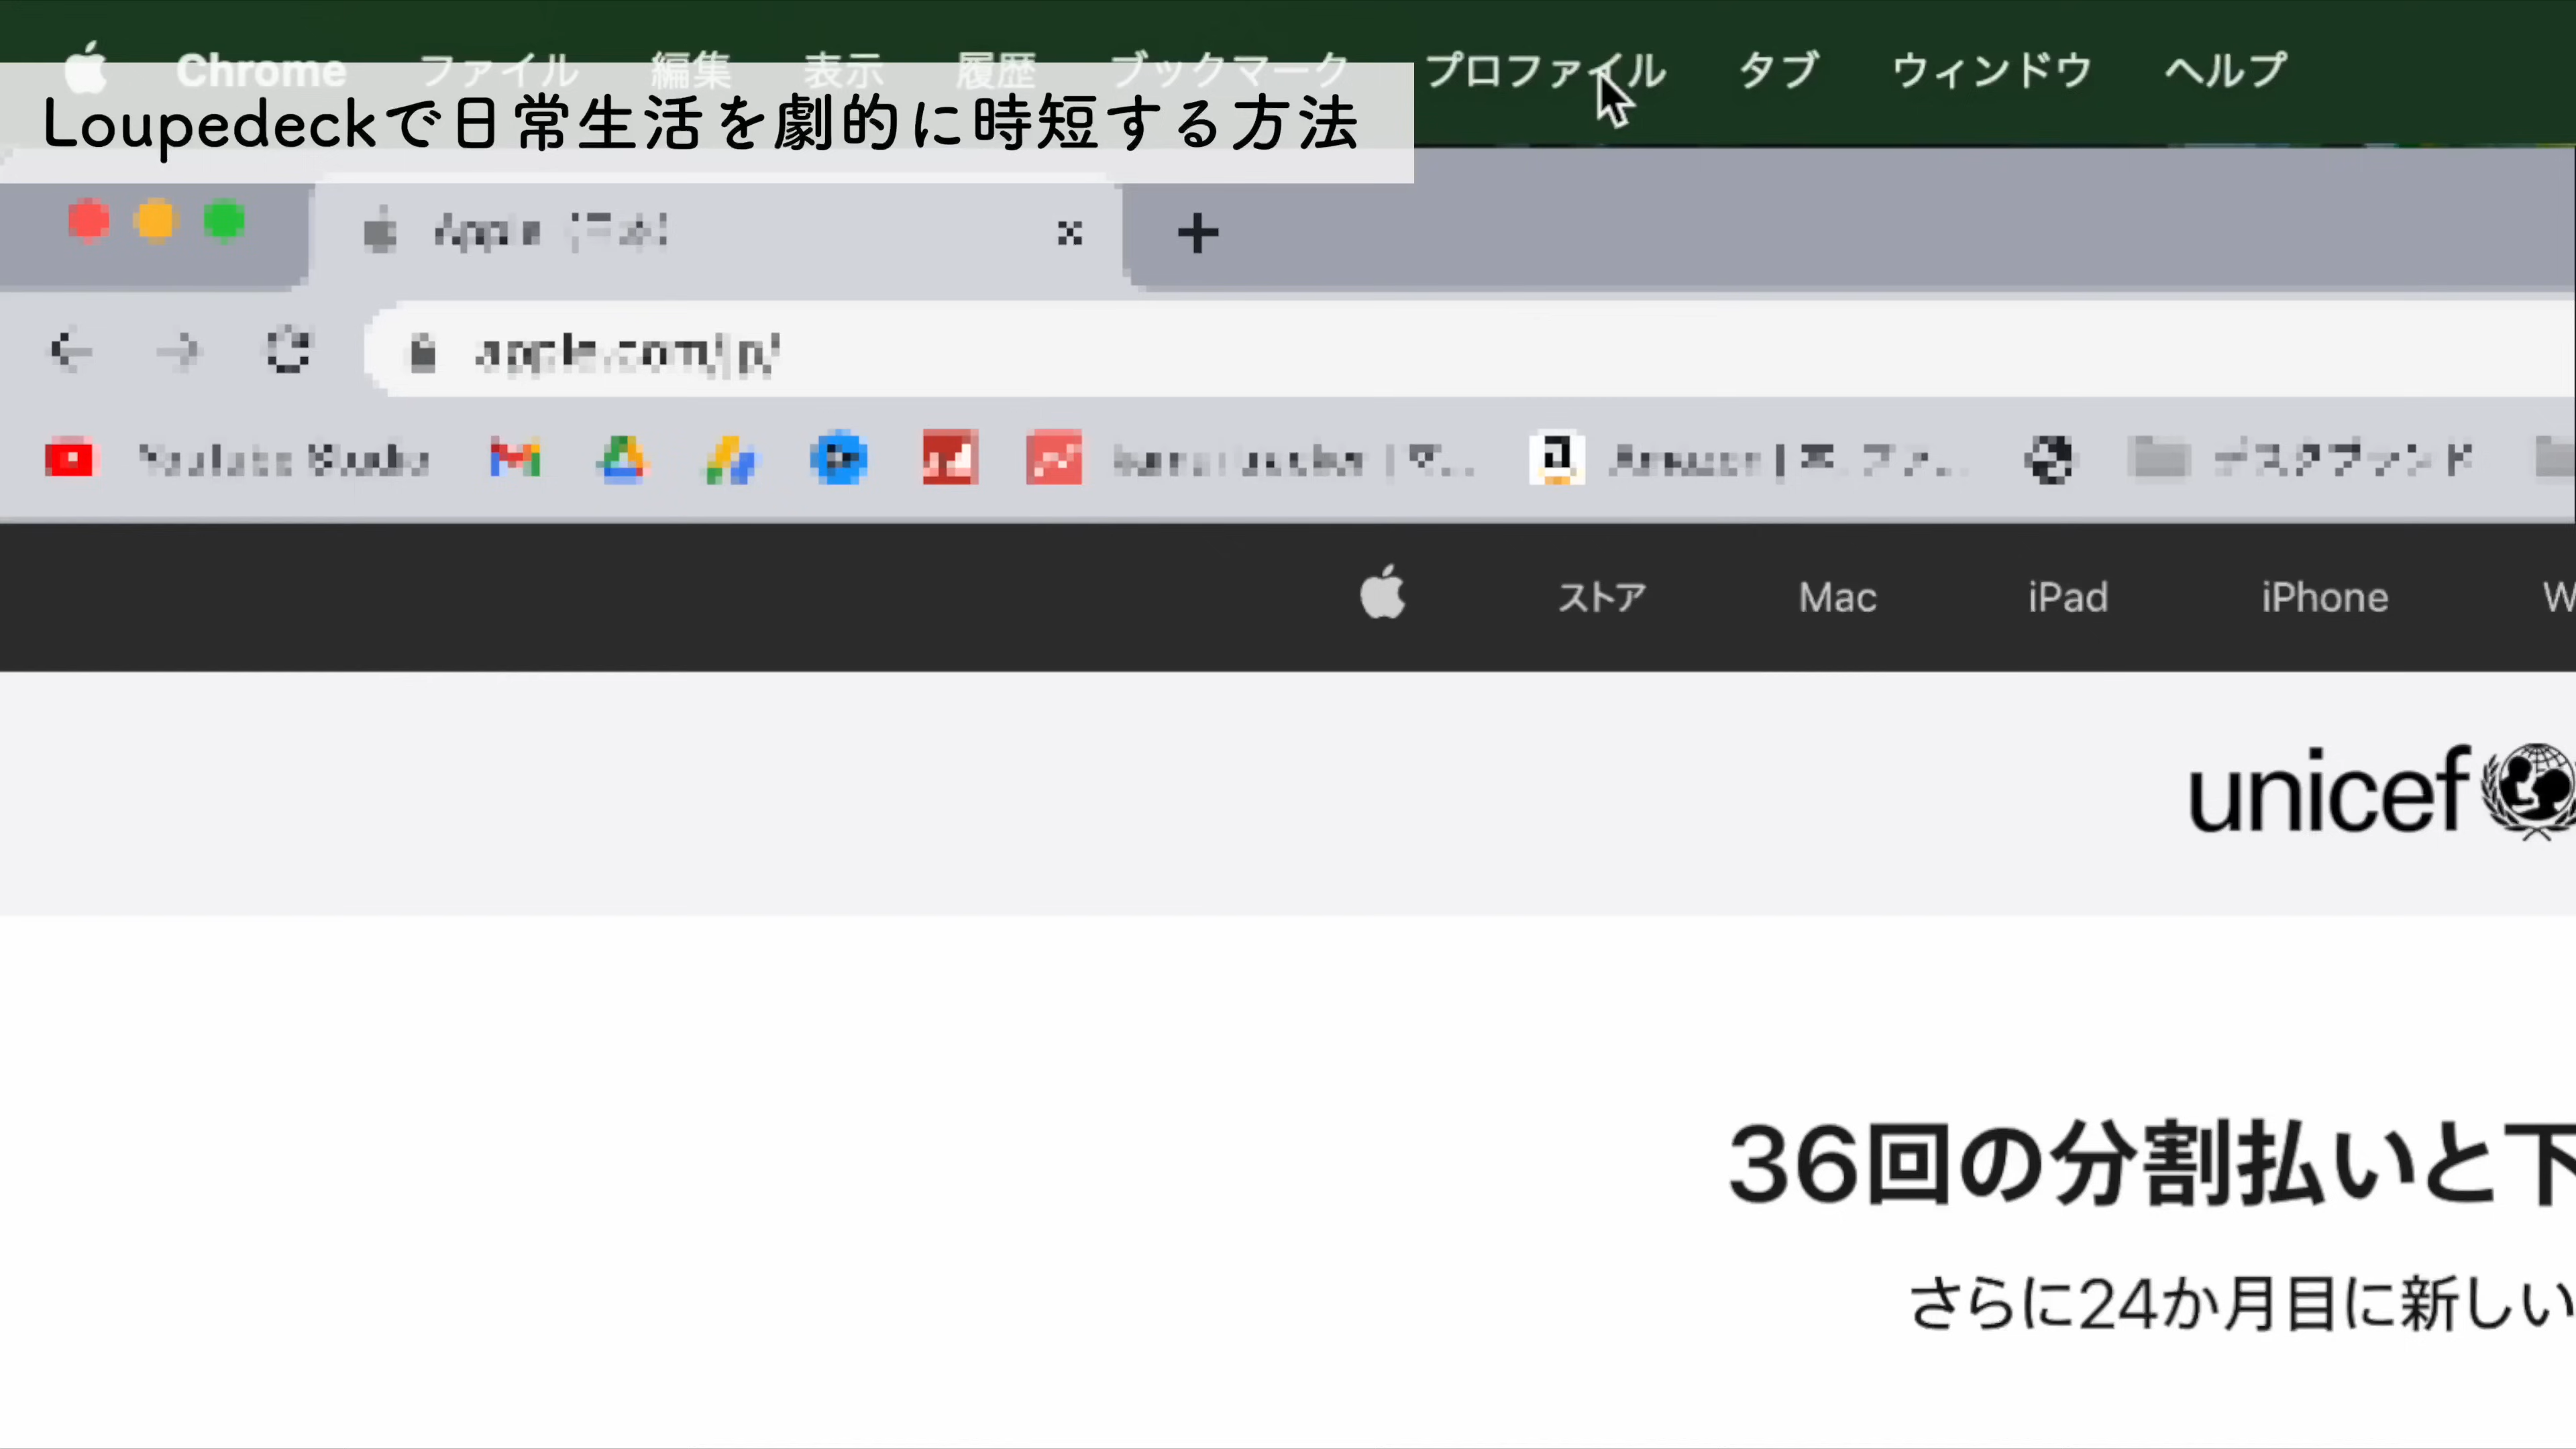 Chrome ファイル 編集 表示 履歴 ブックマーク プロファイル タブ ウィンドウ ヘルプ
Loupedeckで日常生活を劇的に時短する方法
Apple
apple.com/jp/
ストア Mac iPad iPhone
unicef
36回の分割払いと下
さらに24か月目に新しい